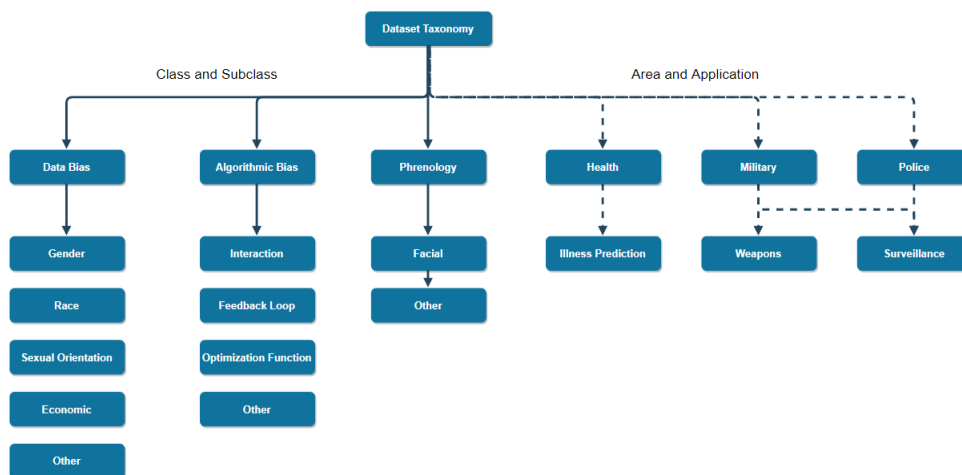 Dataset Taxonomy
Class and Subclass
Area and Application
Data Bias
Algorithmic Bias
Phrenology
Health
Military
Police
Gender
Interaction
Facial
Illness Prediction
Weapons
Surveillance
Race
Feedback Loop
Other
Sexual Orientation
Optimization Function
Economic
Other
Other